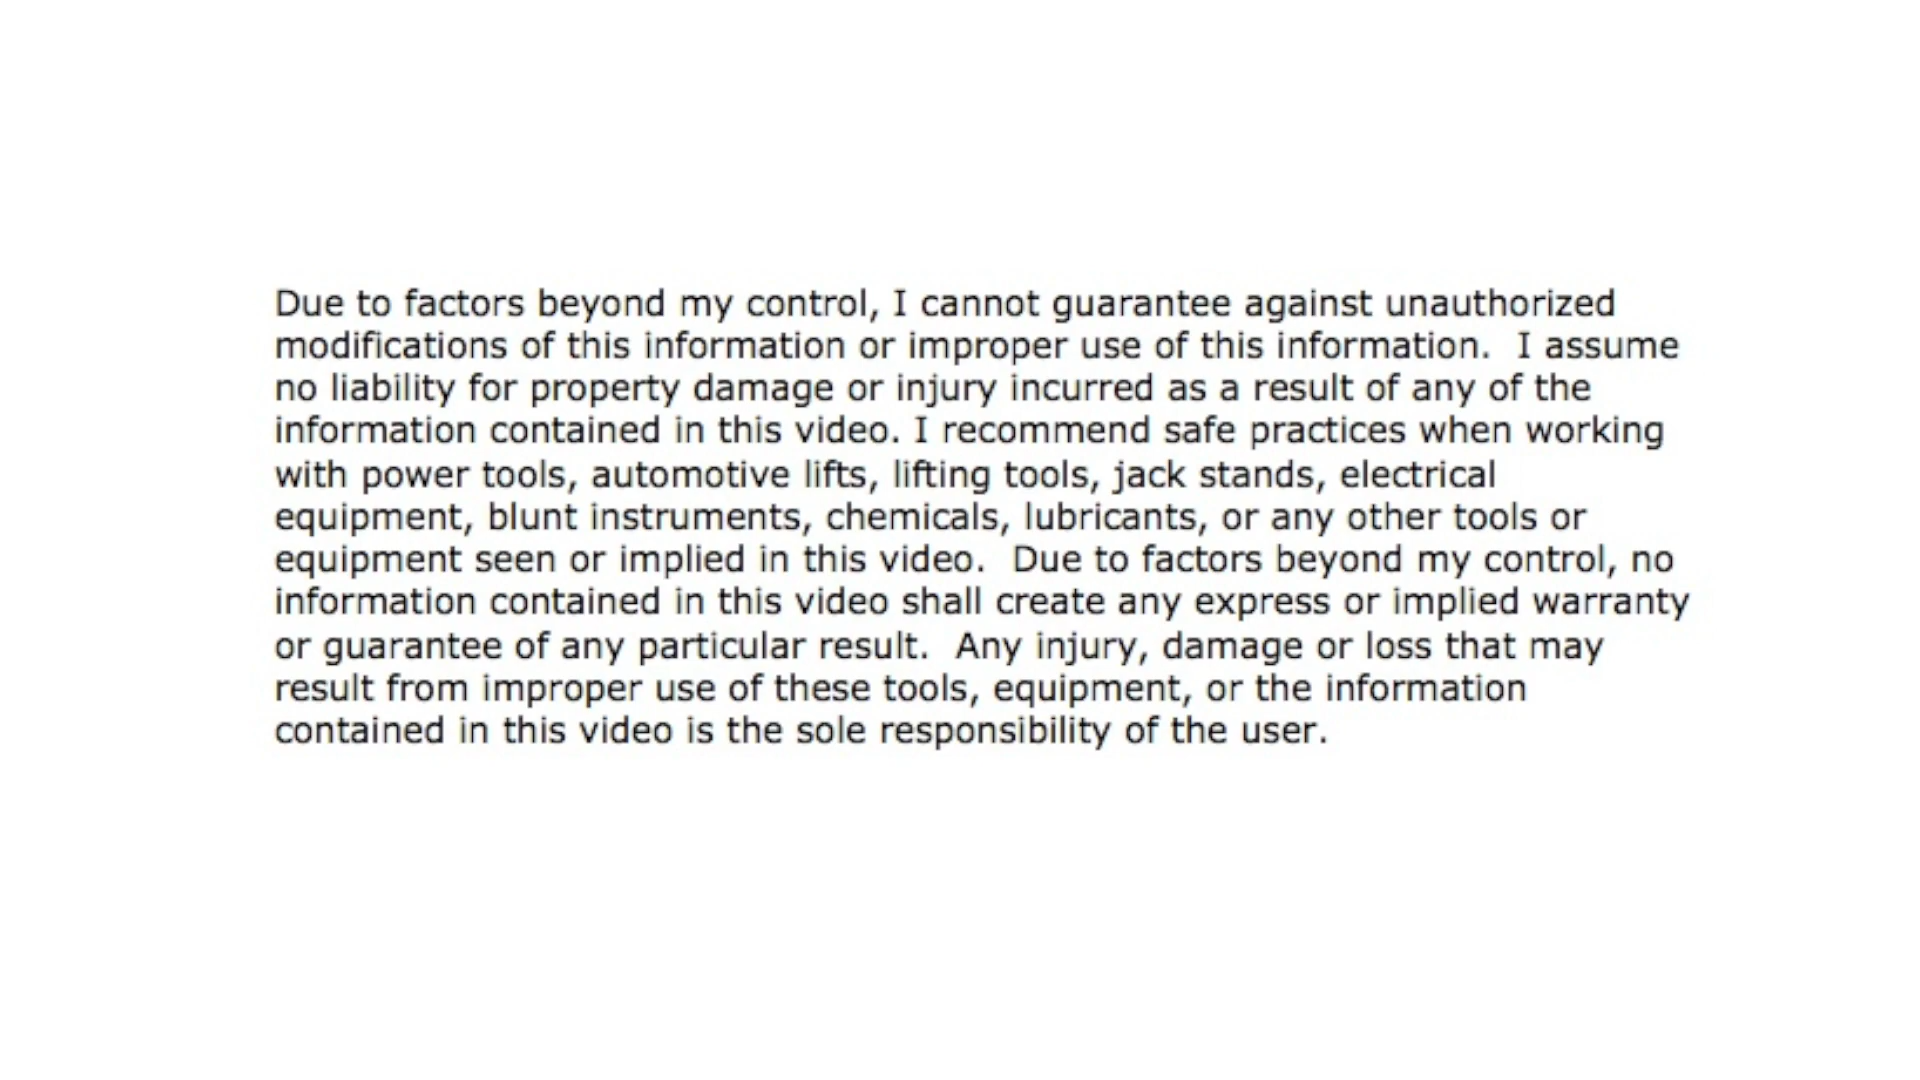 Due to factors beyond my control, I cannot guarantee against unauthorized
modifications of this information or improper use of this information.  I assume
no liability for property damage or injury incurred as a result of any of the
information contained in this video. I recommend safe practices when working
with power tools, automotive lifts, lifting tools, jack stands, electrical
equipment, blunt instruments, chemicals, lubricants, or any other tools or
equipment seen or implied in this video.  Due to factors beyond my control, no
information contained in this video shall create any express or implied warranty
or guarantee of any particular result.  Any injury, damage or loss that may
result from improper use of these tools, equipment, or the information
contained in this video is the sole responsibility of the user.